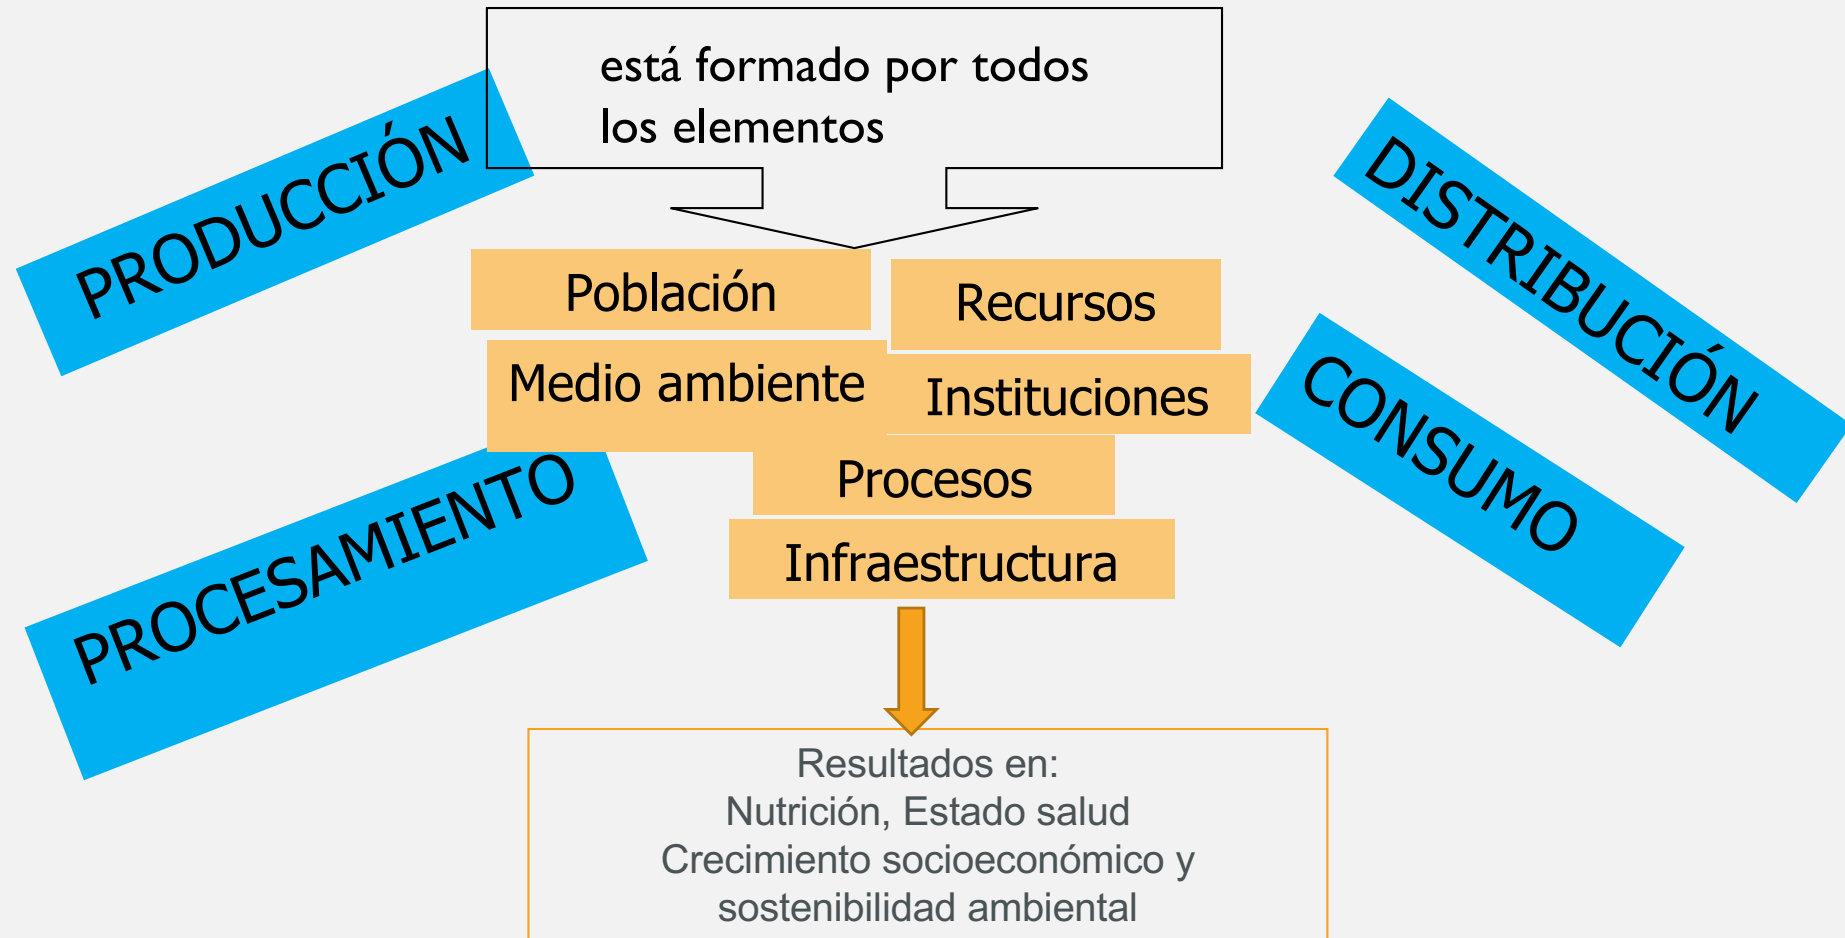 está formado por todos
los elementos
PRODUCCIÓN
DISTRIBUCIÓN
Población
Recursos
Medio ambiente
Instituciones
CONSUMO
Procesos
PROCESAMIENTO
Infraestructura
Resultados en:
Nutrición, Estado salud
Crecimiento socioeconómico y
sostenibilidad ambiental